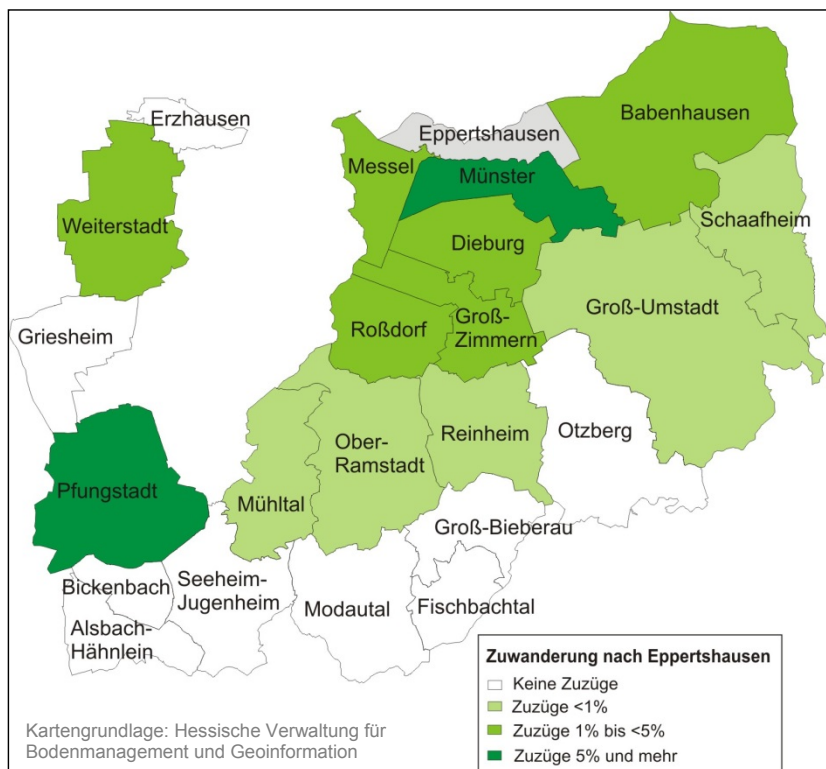 Erzhausen
Babenhausen
Eppertshausen
Messel
Münster
Schaafheim
Weiterstadt
Dieburg
Groß-Umstadt
Griesheim
Roßdorf
Groß-
Zimmern
Otzberg
Reinheim
Ober-
Ramstadt
Pfungstadt
Mühltal
Groß-Bieberau
Bickenbach
Seeheim-
Jugenheim
Modautal
Fischbachtal
Alsbach-
Hähnlein
Zuwanderung nach Eppertshausen
Keine Zuzüge
Zuzüge <1%
Zuzüge 1% bis <5%
Zuzüge 5% und mehr
Kartengrundlage: Hessische Verwaltung für
Bodenmanagement und Geoinformation